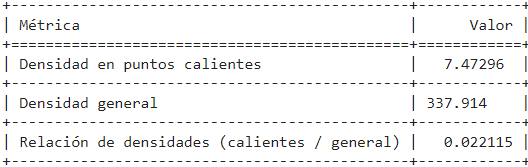 Métrica Valor
Densidad en puntos calientes 7.47296
Densidad general 337.914
Relación de densidades (calientes / general) 0.022115